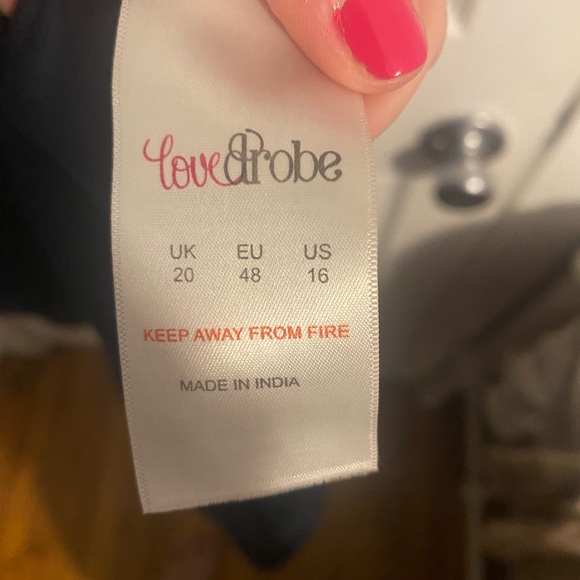 lovedrobe
UK EU US
20 48 16
KEEP AWAY FROM FIRE
MADE IN INDIA